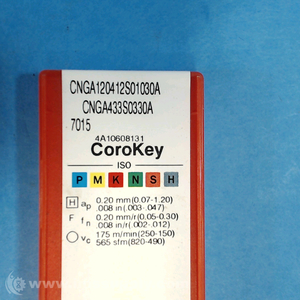 CNGA120412S01030A
CNGA433S0330A
7015
4A10608131
CoroKey
ISO
P M K N S H
H ap 0.20 mm(0.07-1.20)
.008 in(.003-.047)
F fn 0.20 mm/r(0.05-0.30)
.008 in/r(.002-.012)
vc 175 m/min(250-150)
565 sfm(820-490)